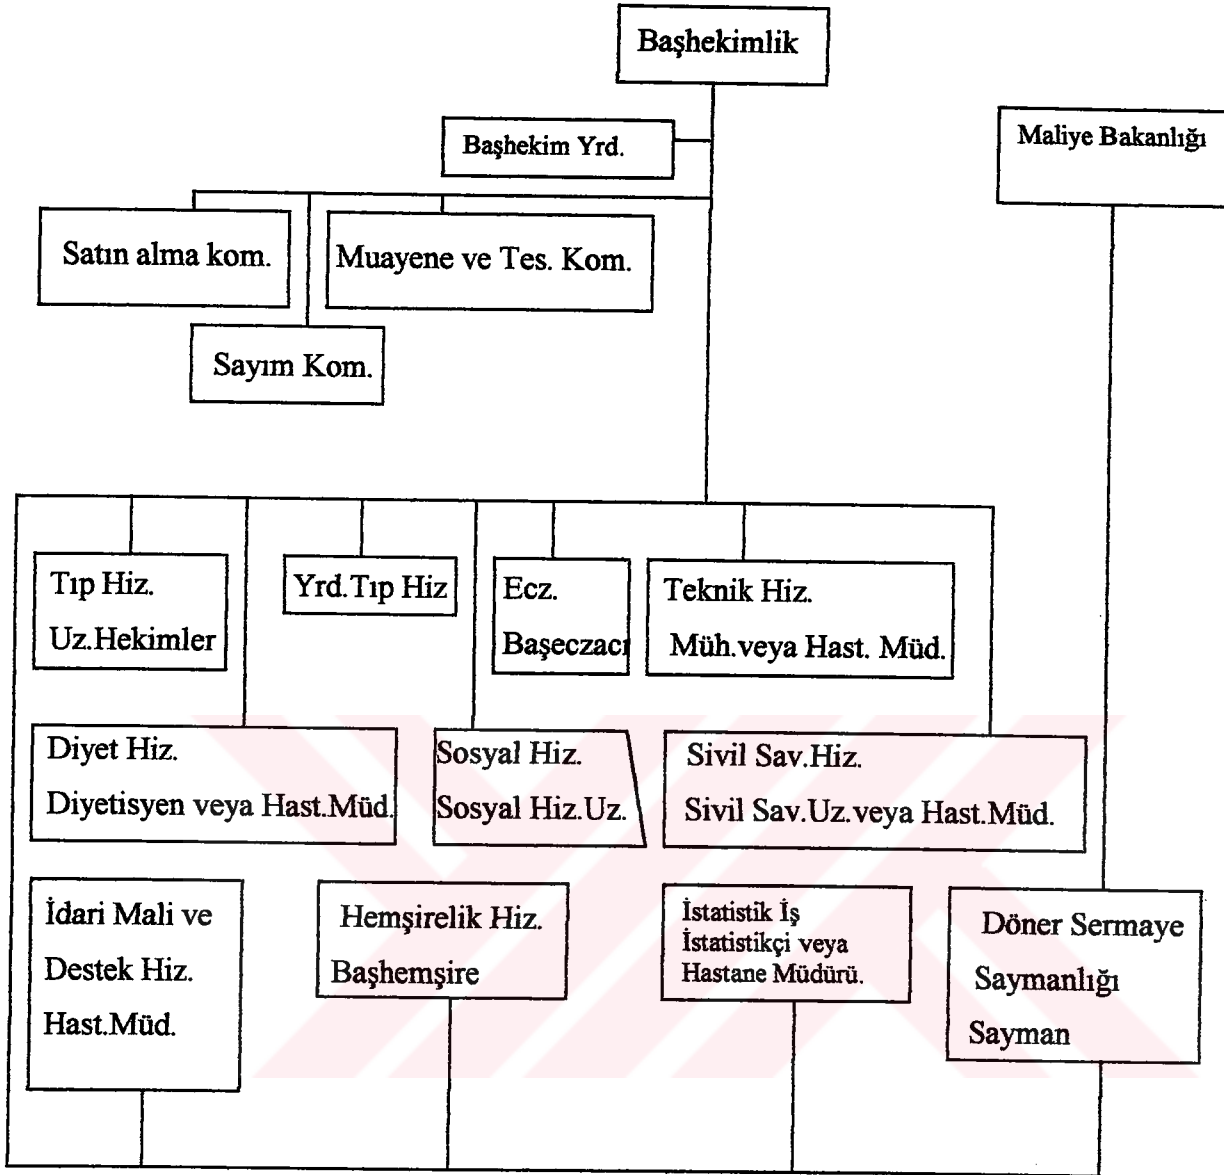 Başhekimlik
Başhekim Yrd.
Maliye Bakanlığı
Satın alma kom.
Muayene ve Tes. Kom.
Sayım Kom.
Tıp Hiz.
Uz.Hekimler
Yrd.Tıp Hiz
Ecz.
Başeczacı
Teknik Hiz.
Müh.veya Hast. Müd.
Diyet Hiz.
Diyetisyen veya Hast.Müd.
Sosyal Hiz.
Sosyal Hiz.Uz.
Sivil Sav.Hiz.
Sivil Sav.Uz.veya Hast.Müd.
İdari Mali ve
Destek Hiz.
Hast.Müd.
Hemşirelik Hiz.
Başhemşire
İstatistik İş
İstatistikçi veya
Hastane Müdürü.
Döner Sermaye
Saymanlığı
Sayman